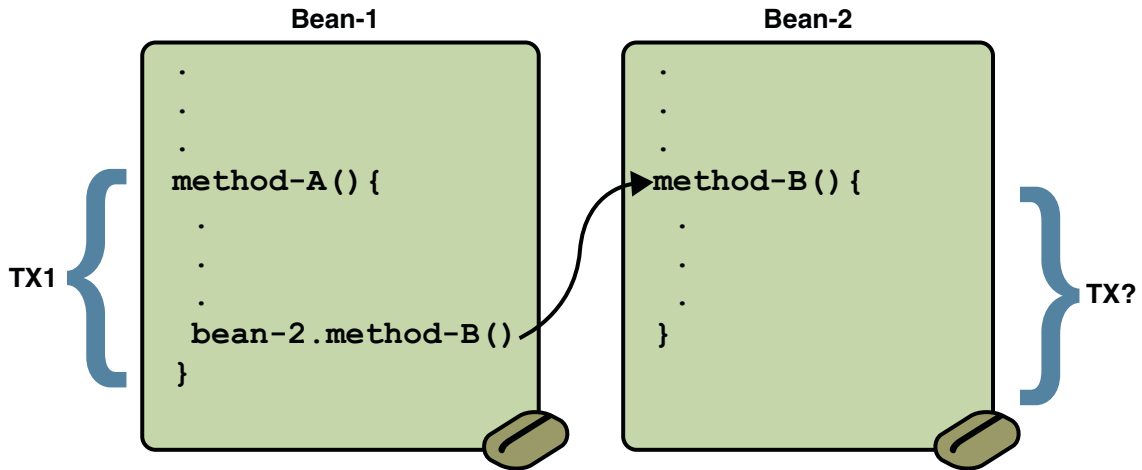 Bean-1
.
.
.
method-A(){
.
.
.
bean-2.method-B()
}
TX1
Bean-2
.
.
.
method-B(){
.
.
.
}
TX?